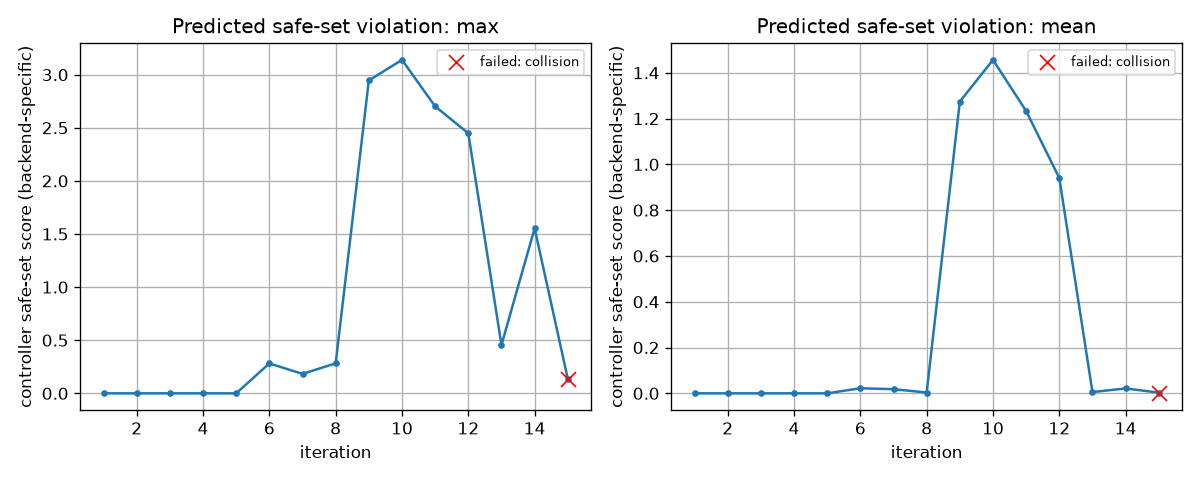 Predicted safe-set violation: max
failed: collision
controller safe-set score (backend-specific)
3.0
2.5
2.0
1.5
1.0
0.5
0.0
2 4 6 8 10 12 14
iteration
Predicted safe-set violation: mean
failed: collision
controller safe-set score (backend-specific)
1.4
1.2
1.0
0.8
0.6
0.4
0.2
0.0
2 4 6 8 10 12 14
iteration